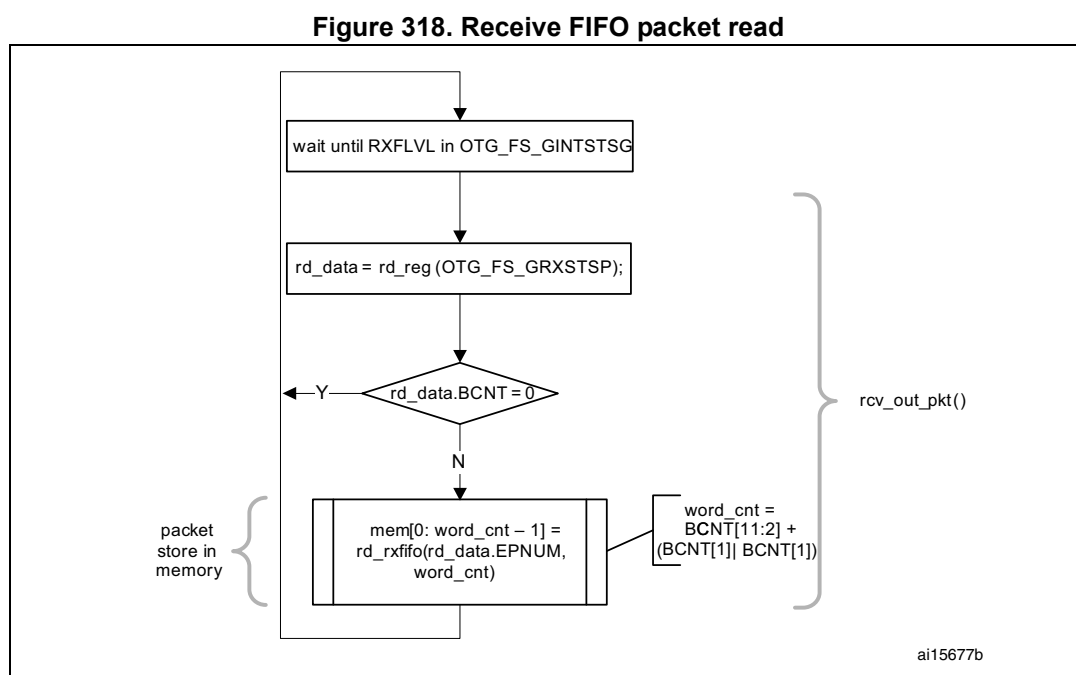 Figure 318. Receive FIFO packet read
wait until RXFLVL in OTG_FS_GINTSTSG
rd_data = rd_reg (OTG_FS_GRXSTSP);
rd_data.BCNT = 0
Y
rcv_out_pkt()
N
packet
store in
memory
mem[0: word_cnt – 1] =
rd_rxfifo(rd_data.EPNUM,
word_cnt)
word_cnt =
BCNT[11:2] +
(BCNT[1]| BCNT[1])
ai15677b